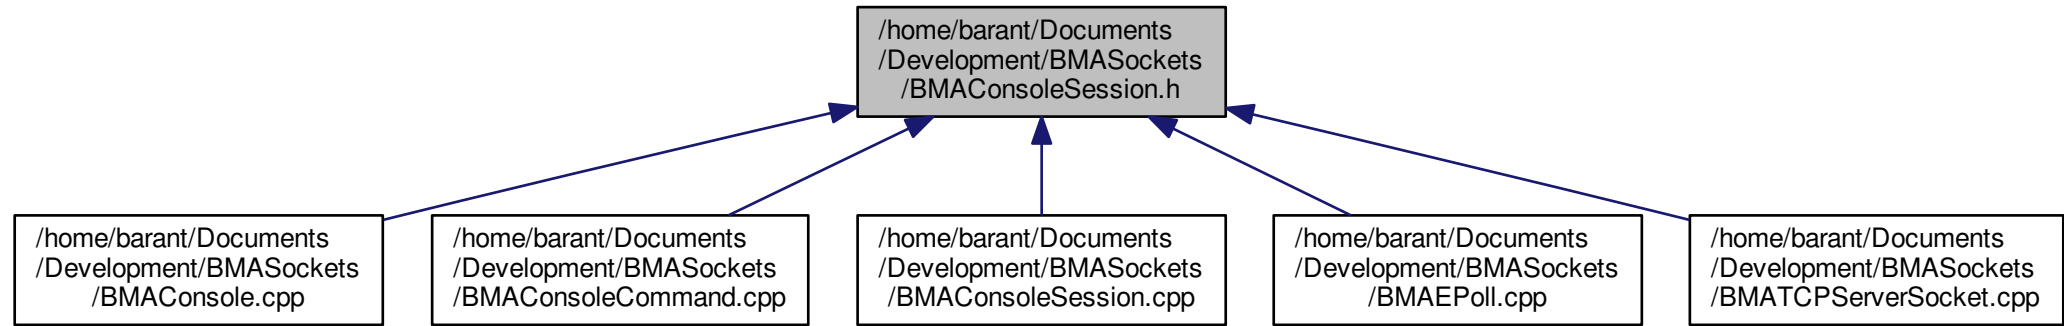 /home/barant/Documents
/Development/BMASockets
/BMAConsoleSession.h
/home/barant/Documents
/Development/BMASockets
/BMAConsole.cpp
/home/barant/Documents
/Development/BMASockets
/BMAConsoleCommand.cpp
/home/barant/Documents
/Development/BMASockets
/BMAConsoleSession.cpp
/home/barant/Documents
/Development/BMASockets
/BMAEPoll.cpp
/home/barant/Documents
/Development/BMASockets
/BMATCPServerSocket.cpp